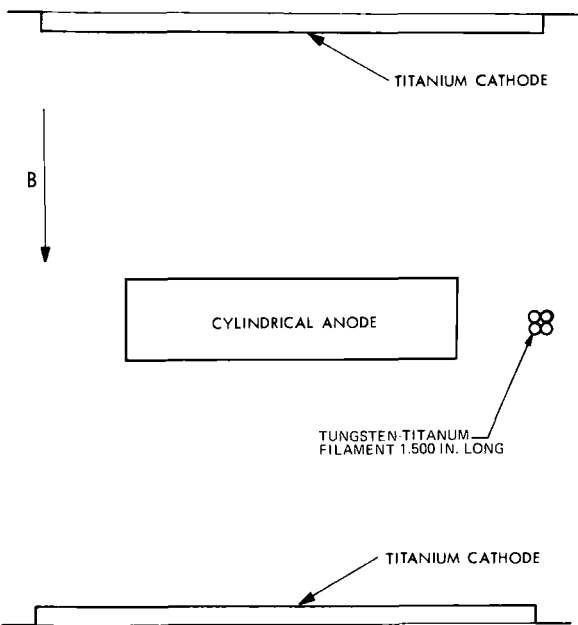 TITANIUM CATHODE
B
CYLINDRICAL ANODE
TUNGSTEN-TITANUM
FILAMENT 1.500 IN. LONG
TITANIUM CATHODE